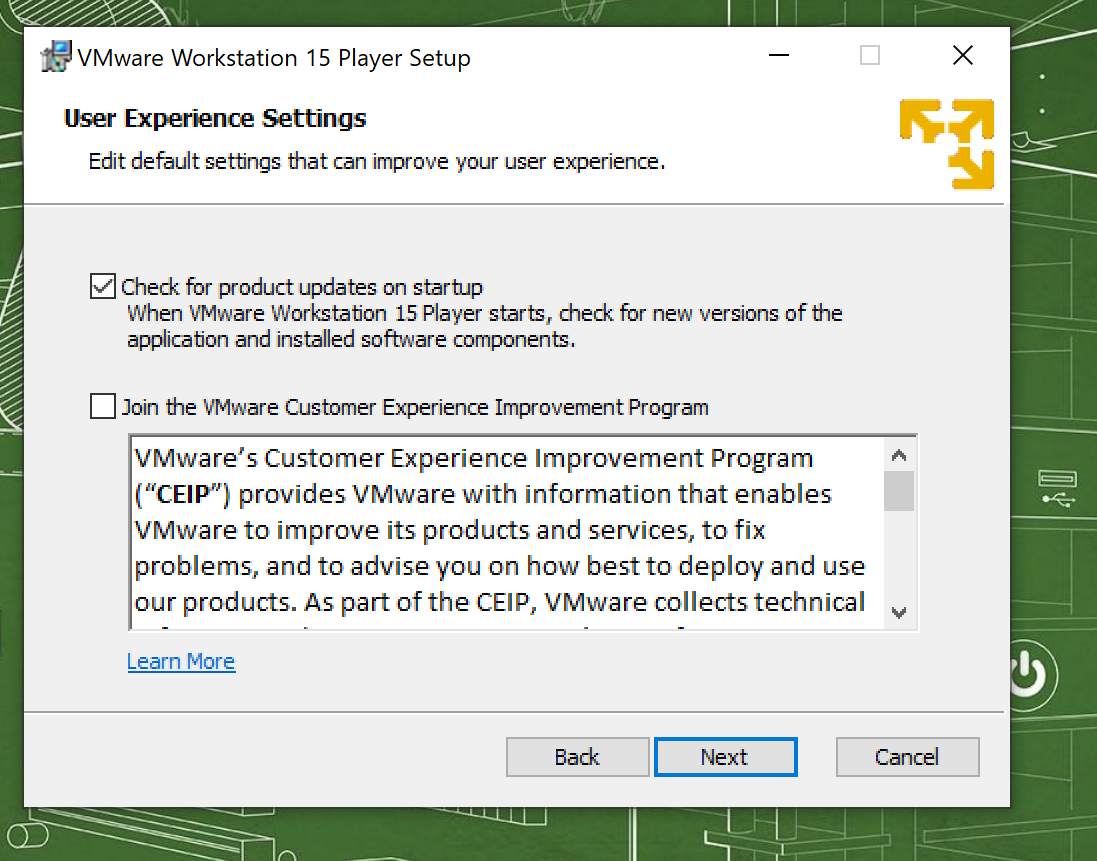 VMware Workstation 15 Player Setup
User Experience Settings
Edit default settings that can improve your user experience.
Check for product updates on startup
When VMware Workstation 15 Player starts, check for new versions of the
application and installed software components.
Join the VMware Customer Experience Improvement Program
VMware’s Customer Experience Improvement Program
(“CEIP”) provides VMware with information that enables
VMware to improve its products and services, to fix
problems, and to advise you on how best to deploy and use
our products. As part of the CEIP, VMware collects technical
Learn More
Back
Next
Cancel